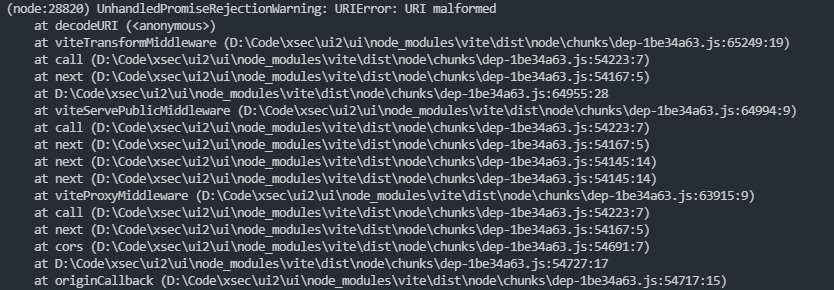 (node:28820) UnhandledPromiseRejectionWarning: URIError: URI malformed
at decodeURI (<anonymous>)
at viteTransformMiddleware (D:\Code\xsec\ui2\ui\node_modules\vite\dist\node\chunks\dep-1be34a63.js:65249:19)
at call (D:\Code\xsec\ui2\ui\node_modules\vite\dist\node\chunks\dep-1be34a63.js:54223:7)
at next (D:\Code\xsec\ui2\ui\node_modules\vite\dist\node\chunks\dep-1be34a63.js:54167:5)
at D:\Code\xsec\ui2\ui\node_modules\vite\dist\node\chunks\dep-1be34a63.js:64955:28
at viteServePublicMiddleware (D:\Code\xsec\ui2\ui\node_modules\vite\dist\node\chunks\dep-1be34a63.js:64994:9)
at call (D:\Code\xsec\ui2\ui\node_modules\vite\dist\node\chunks\dep-1be34a63.js:54223:7)
at next (D:\Code\xsec\ui2\ui\node_modules\vite\dist\node\chunks\dep-1be34a63.js:54167:5)
at next (D:\Code\xsec\ui2\ui\node_modules\vite\dist\node\chunks\dep-1be34a63.js:54145:14)
at next (D:\Code\xsec\ui2\ui\node_modules\vite\dist\node\chunks\dep-1be34a63.js:54145:14)
at viteProxyMiddleware (D:\Code\xsec\ui2\ui\node_modules\vite\dist\node\chunks\dep-1be34a63.js:63915:9)
at call (D:\Code\xsec\ui2\ui\node_modules\vite\dist\node\chunks\dep-1be34a63.js:54223:7)
at next (D:\Code\xsec\ui2\ui\node_modules\vite\dist\node\chunks\dep-1be34a63.js:54167:5)
at cors (D:\Code\xsec\ui2\ui\node_modules\vite\dist\node\chunks\dep-1be34a63.js:54691:7)
at D:\Code\xsec\ui2\ui\node_modules\vite\dist\node\chunks\dep-1be34a63.js:54727:17
at originCallback (D:\Code\xsec\ui2\ui\node_modules\vite\dist\node\chunks\dep-1be34a63.js:54717:15)